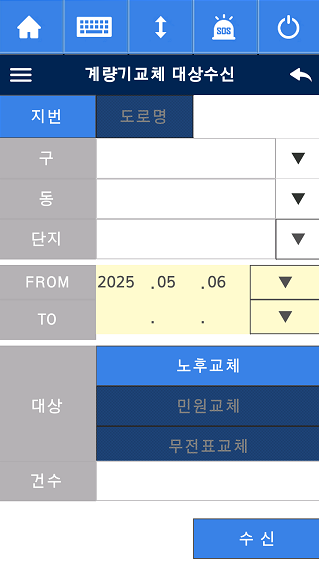 SOS
계량기교체 대상수신
지번 도로명
구
동
단지
FROM 2025 . 05 . 06
TO . .
대상
노후교체
민원교체
무전표교체
건수
수 신